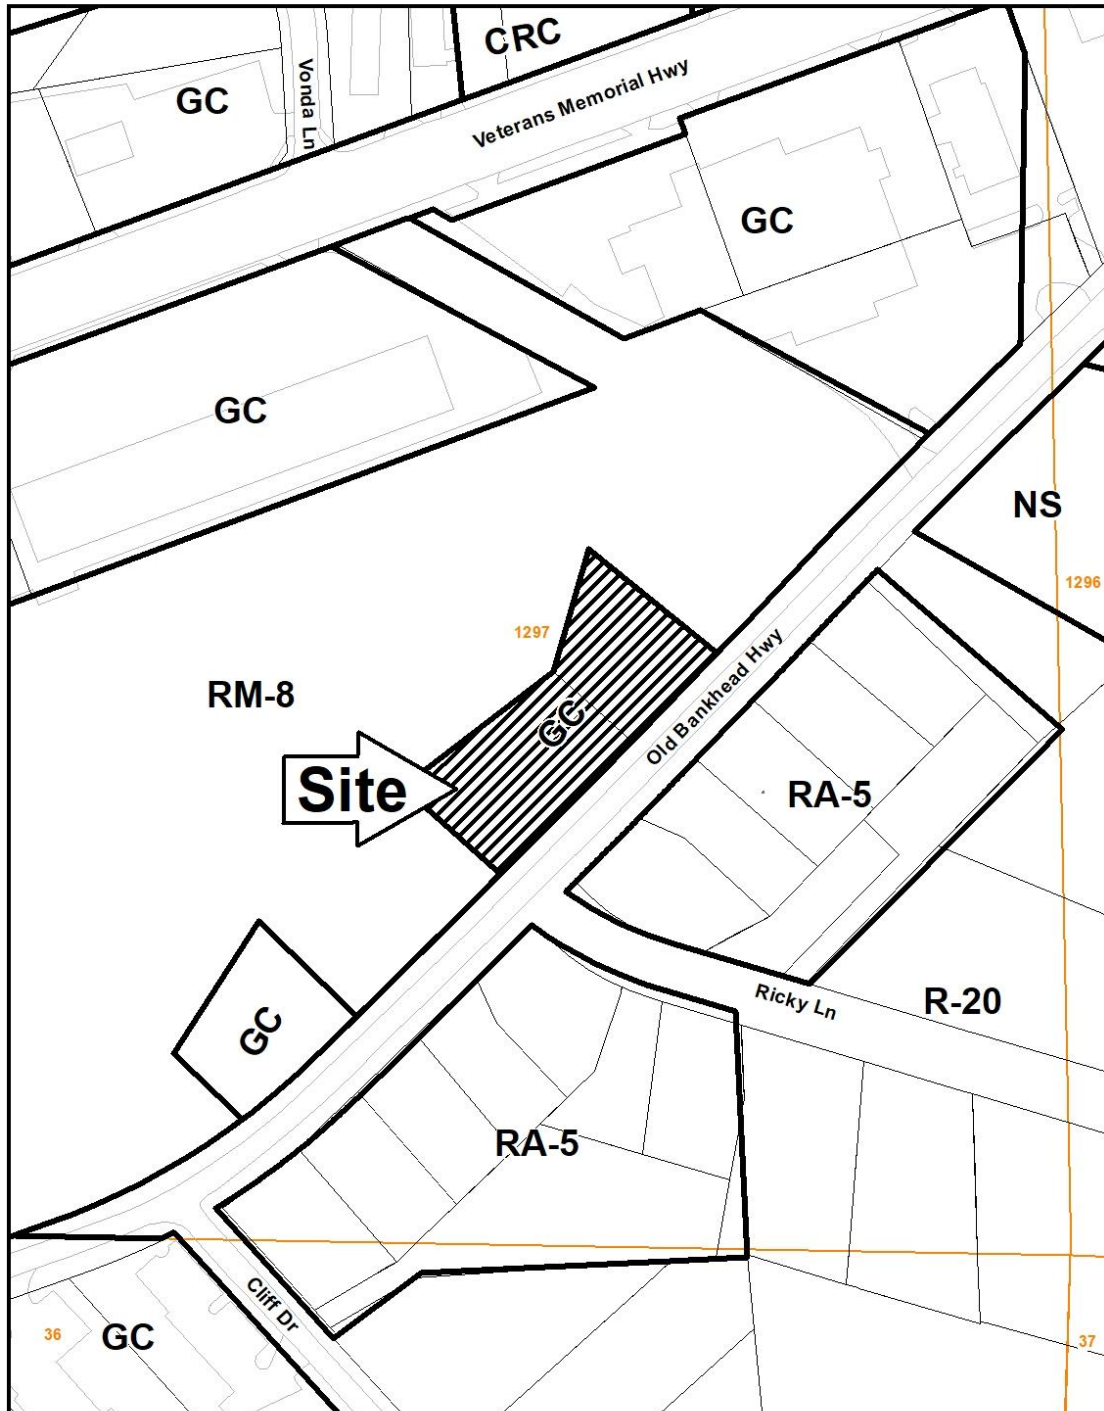 CRC
GC
Vonda Ln
Veterans Memorial Hwy
GC
GC
NS
1296
1297
RM-8
GC
Old Bankhead Hwy
Site
RA-5
Ricky Ln
R-20
GC
RA-5
Cliff Dr
36
GC
37